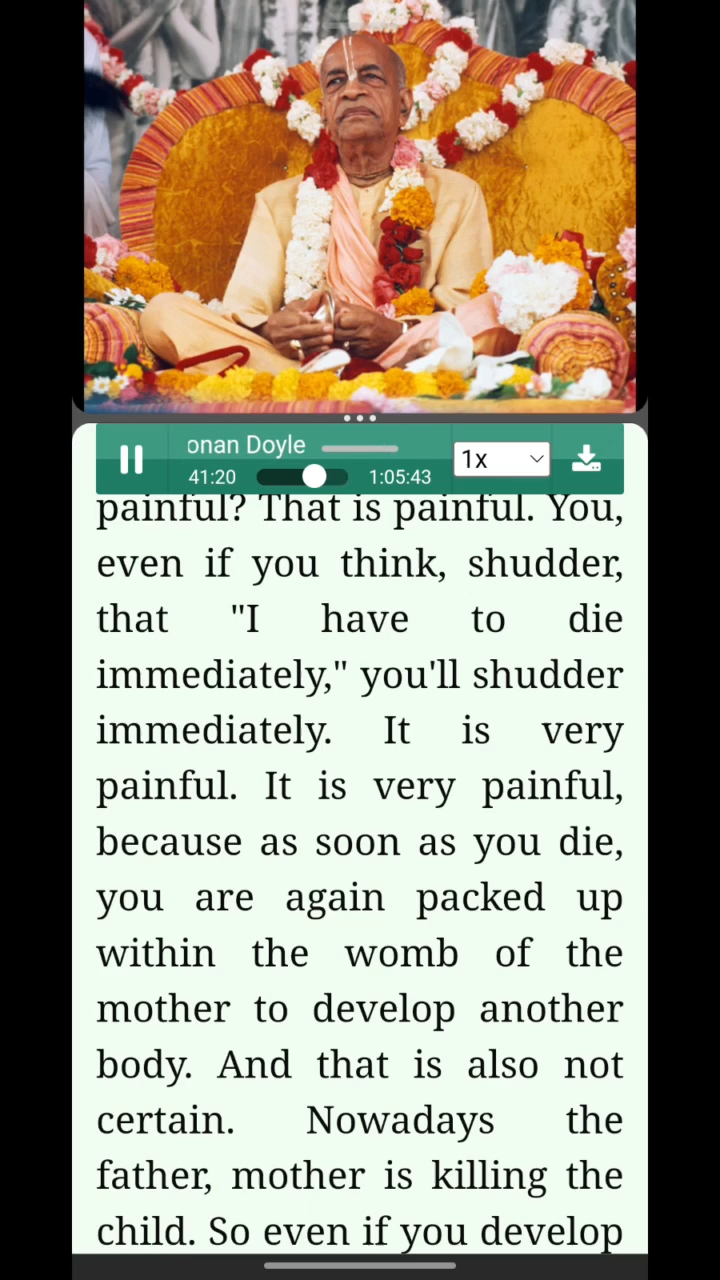 onan Doyle
41:20
1:05:43
1x
painful? That is painful. You,
even if you think, shudder,
that "I have to die
immediately," you'll shudder
immediately. It is very
painful. It is very painful,
because as soon as you die,
you are again packed up
within the womb of the
mother to develop another
body. And that is also not
certain. Nowadays the
father, mother is killing the
child. So even if you develop